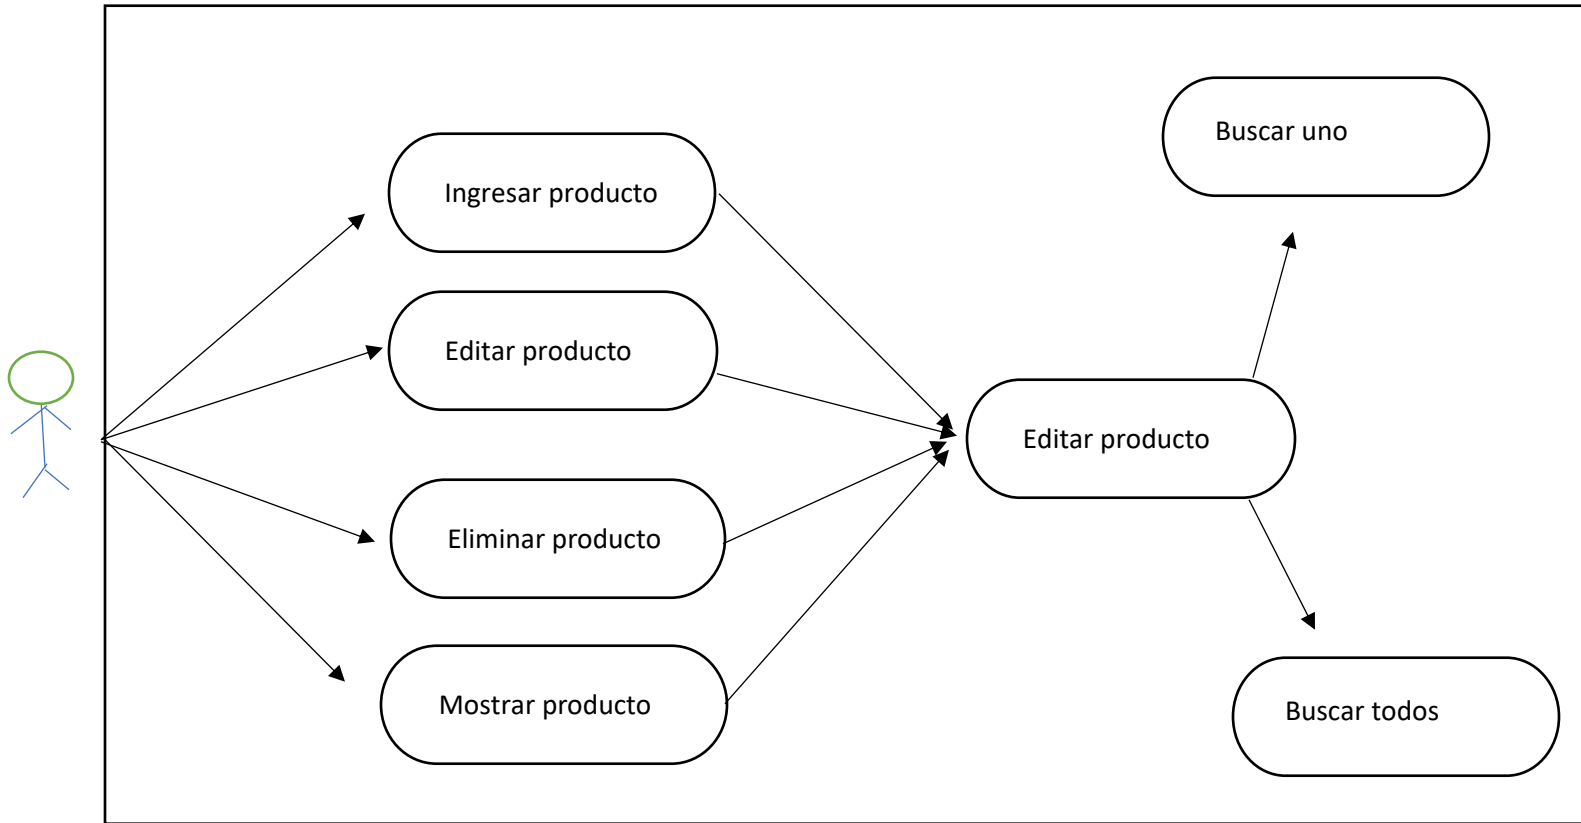 Buscar uno
Ingresar producto
Editar producto
Editar producto
Eliminar producto
Mostrar producto
Buscar todos